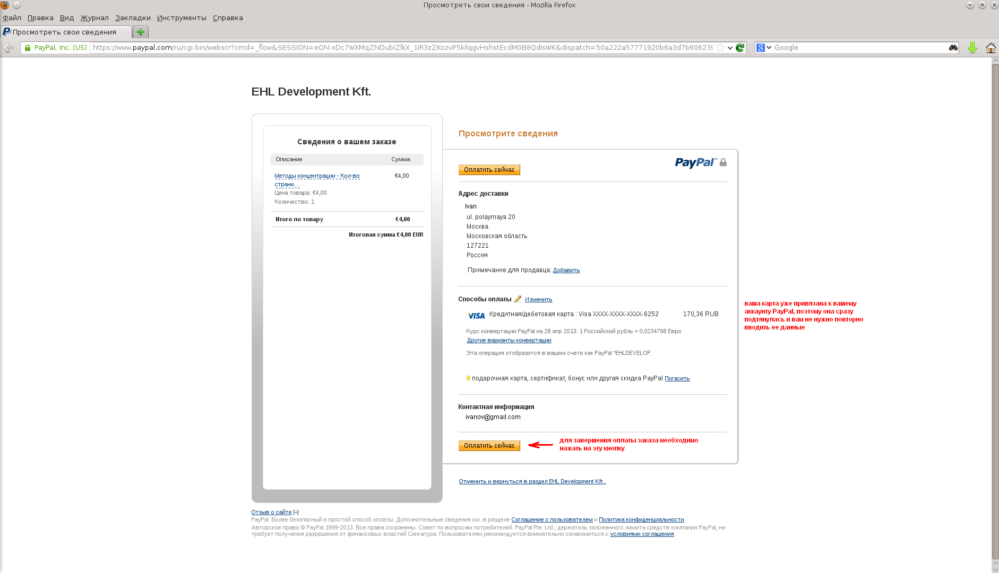 Просмотреть свои сведения - Mozilla Firefox
Файл Правка Вид Журнал Закладки Инструменты Справка
Просмотреть свои сведения
PayPal, Inc. (US) https://www.paypal.com/ru/cgi-bin/webscr?cmd=_flow&SESSION= Google
EHL Development Kft.
Сведения о вашем заказе
Описание Сумма
Методы концентрации - Кол-во €4,00
страни...
Цена товара: €4,00
Количество: 1
Итого по товару €4,00
Итоговая сумма €4,00 EUR
Просмотрите сведения
PayPal
Оплатить сейчас
Адрес доставки
Ivan
ul. polayrnaya 20
Москва
Московская область
127221
Россия
Примечание для продавца: Добавить
Способы оплаты Изменить
VISA Кредитная/дебетовая карта : Visa XXXX-XXXX-XXXX-6252 170,36 RUB
Курс конвертации PayPal на 28 апр 2013: 1 Российский рубль = 0,0234798 Евро
Другие варианты конвертации
Эта операция отобразится в вашем счете как PayPal *EHLDEVELOP.
подарочная карта, сертификат, бонус или другая скидка PayPal Погасить
Контактная информация
ivanov@gmail.com
Оплатить сейчас
ваша карта уже привязана к вашему
аккаунту PayPal, поэтому она сразу
подтянулась и вам не нужно повторно
вводить ее данные
для завершения оплаты заказа необходимо
нажать на эту кнопку
Отменить и вернуться в раздел EHL Development Kft..
Отзыв о сайте [–]
PayPal. Более безопасный и простой способ оплаты. Дополнительные сведения см. в разделе Соглашение с пользователем и Политика конфиденциальности.
Авторское право © PayPal 1999-2013. Все права сохранены. Совет по вопросам потребителей. PayPal Pte. Ltd., держатель заложенного лимита средств компании PayPal, не
требует получения разрешения от финансовых властей Сингапура. Пользователям рекомендуется внимательно ознакомиться с условиями соглашения.